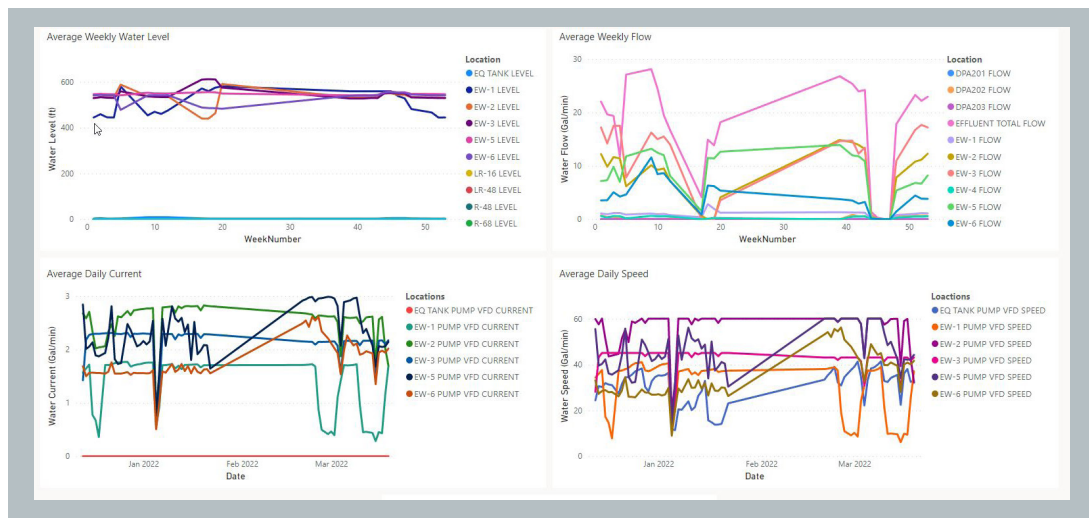 Average Weekly Water Level
Water Level (ft)
600
400
200
0
0
10
20
30
40
50
WeekNumber
Location
EQ TANK LEVEL
EW-1 LEVEL
EW-2 LEVEL
EW-3 LEVEL
EW-5 LEVEL
EW-6 LEVEL
LR-16 LEVEL
LR-48 LEVEL
R-48 LEVEL
R-68 LEVEL
Average Weekly Flow
Water Flow (Gal/min)
30
20
10
0
0
10
20
30
40
50
WeekNumber
Location
DPA201 FLOW
DPA202 FLOW
DPA203 FLOW
EFFLUENT TOTAL FLOW
EW-1 FLOW
EW-2 FLOW
EW-3 FLOW
EW-4 FLOW
EW-5 FLOW
EW-6 FLOW
Average Daily Current
Water Current (Gal/min)
3
2
1
0
Jan 2022
Feb 2022
Mar 2022
Date
Locations
EQ TANK PUMP VFD CURRENT
EW-1 PUMP VFD CURRENT
EW-2 PUMP VFD CURRENT
EW-3 PUMP VFD CURRENT
EW-5 PUMP VFD CURRENT
EW-6 PUMP VFD CURRENT
Average Daily Speed
Water Speed (Gal/min)
60
40
20
0
Jan 2022
Feb 2022
Mar 2022
Date
Loactions
EQ TANK PUMP VFD SPEED
EW-1 PUMP VFD SPEED
EW-2 PUMP VFD SPEED
EW-3 PUMP VFD SPEED
EW-5 PUMP VFD SPEED
EW-6 PUMP VFD SPEED